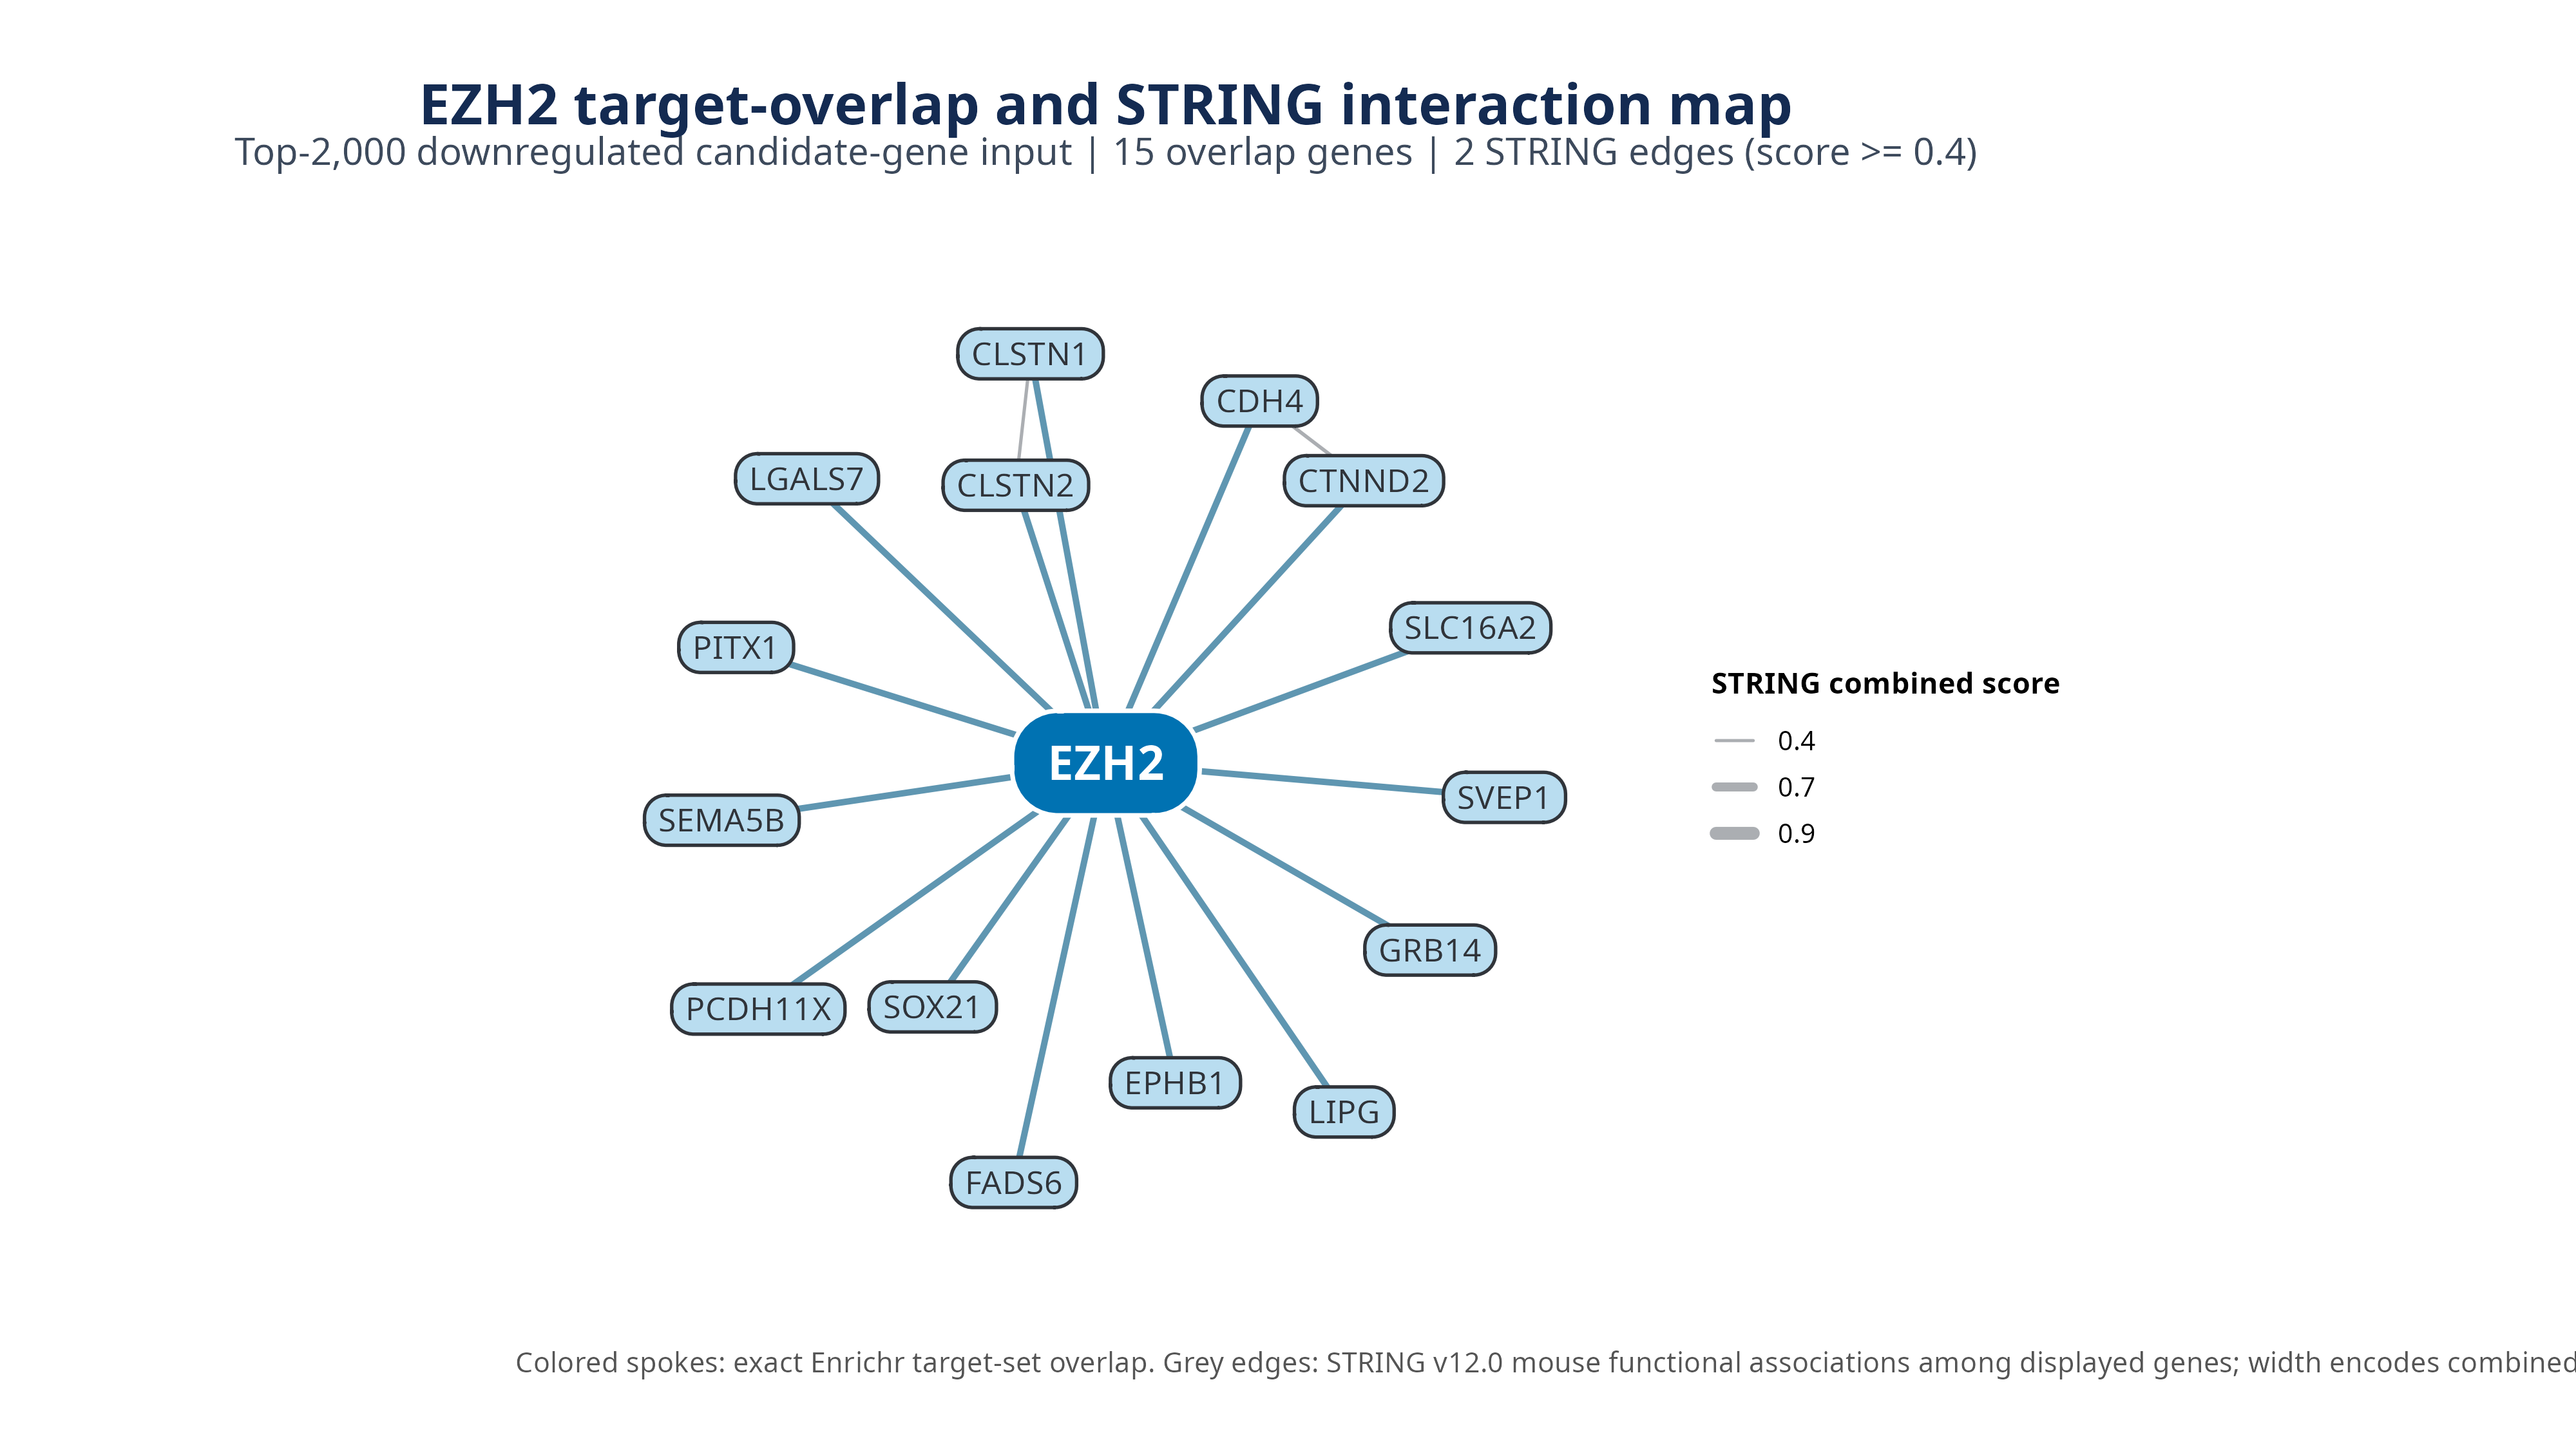 EZH2 target-overlap and STRING interaction map
Top-2,000 downregulated candidate-gene input | 15 overlap genes | 2 STRING edges (score >= 0.4)
CLSTN1
CDH4
LGALS7
CLSTN2
CTNND2
SLC16A2
PITX1
STRING combined score
0.4
0.7
0.9
EZH2
SVEP1
SEMA5B
GRB14
PCDH11X
SOX21
EPHB1
LIPG
FADS6
Colored spokes: exact Enrichr target-set overlap. Grey edges: STRING v12.0 mouse functional associations among displayed genes; width encodes combined